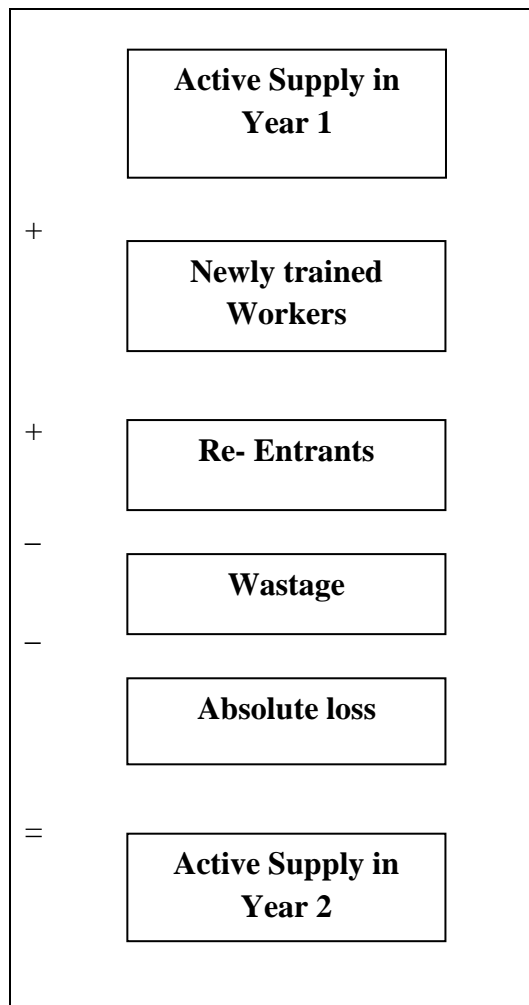 Active Supply in
Year 1
+
Newly trained
Workers
+
Re- Entrants
–
Wastage
–
Absolute loss
=
Active Supply in
Year 2